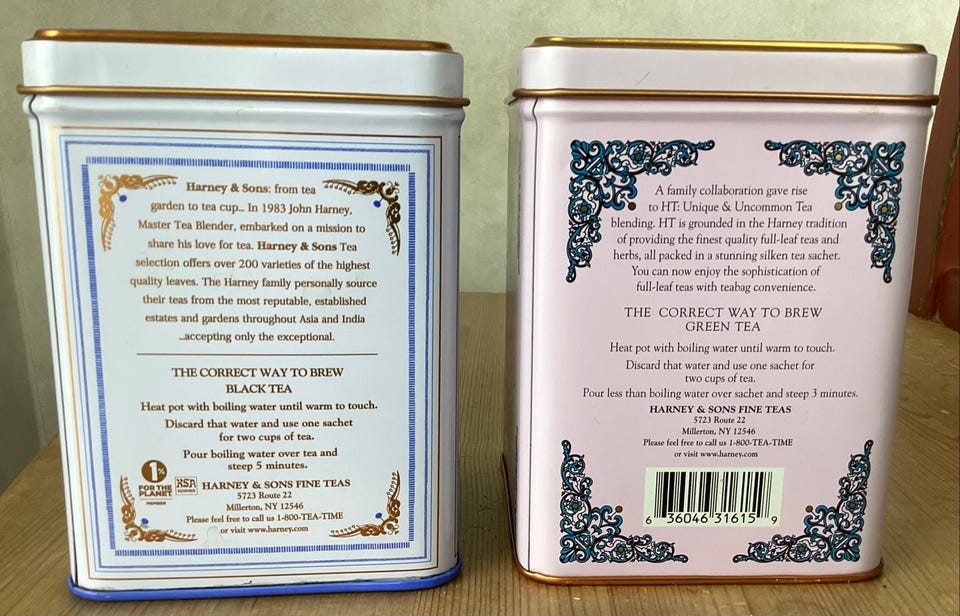 Harney & Sons: from tea
garden to tea cup... In 1983 John Harney,
Master Tea Blender, embarked on a mission to
share his love for tea. Harney & Sons Tea
selection offers over 200 varieties of the highest
quality leaves. The Harney family personally source
their teas from the most reputable, established
estates and gardens throughout Asia and India
...accepting only the exceptional.
THE CORRECT WAY TO BREW
BLACK TEA
Heat pot with boiling water until warm to touch.
Discard that water and use one sachet
for two cups of tea.
Pour boiling water over tea and
steep 5 minutes.
1%
FOR THE
PLANET
MEMBER
KSA
HARNEY & SONS FINE TEAS
5723 Route 22
Millerton, NY 12546
Please feel free to call us 1-800-TEA-TIME
or visit www.harney.com
A family collaboration gave rise
to HT: Unique & Uncommon Tea
blending. HT is grounded in the Harney tradition
of providing the finest quality full-leaf teas and
herbs, all packed in a stunning silken tea sachet.
You can now enjoy the sophistication of
full-leaf teas with teabag convenience.
THE CORRECT WAY TO BREW
GREEN TEA
Heat pot with boiling water until warm to touch.
Discard that water and use one sachet for
two cups of tea.
Pour less than boiling water over sachet and steep 3 minutes.
HARNEY & SONS FINE TEAS
5723 Route 22
Millerton, NY 12546
Please feel free to call us 1-800-TEA-TIME
or visit www.harney.com
6 36046 31615 9